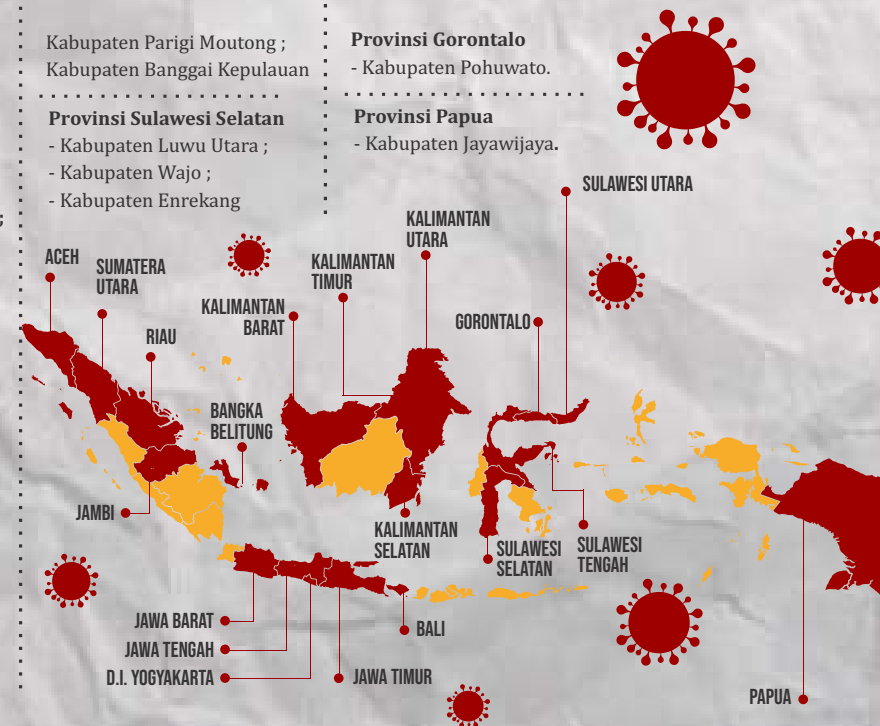 Kabupaten Parigi Moutong ;
Kabupaten Banggai Kepulauan
Provinsi Sulawesi Selatan
- Kabupaten Luwu Utara ;
- Kabupaten Wajo ;
- Kabupaten Enrekang
Provinsi Gorontalo
- Kabupaten Pohuwato.
Provinsi Papua
- Kabupaten Jayawijaya.
;
SULAWESI UTARA
KALIMANTAN
UTARA
ACEH
SUMATERA
UTARA
KALIMANTAN
TIMUR
KALIMANTAN
BARAT
GORONTALO
RIAU
BANGKA
BELITUNG
JAMBI
KALIMANTAN
SELATAN
SULAWESI
SELATAN
SULAWESI
TENGAH
JAWA BARAT
BALI
JAWA TENGAH
D.I. YOGYAKARTA
JAWA TIMUR
PAPUA